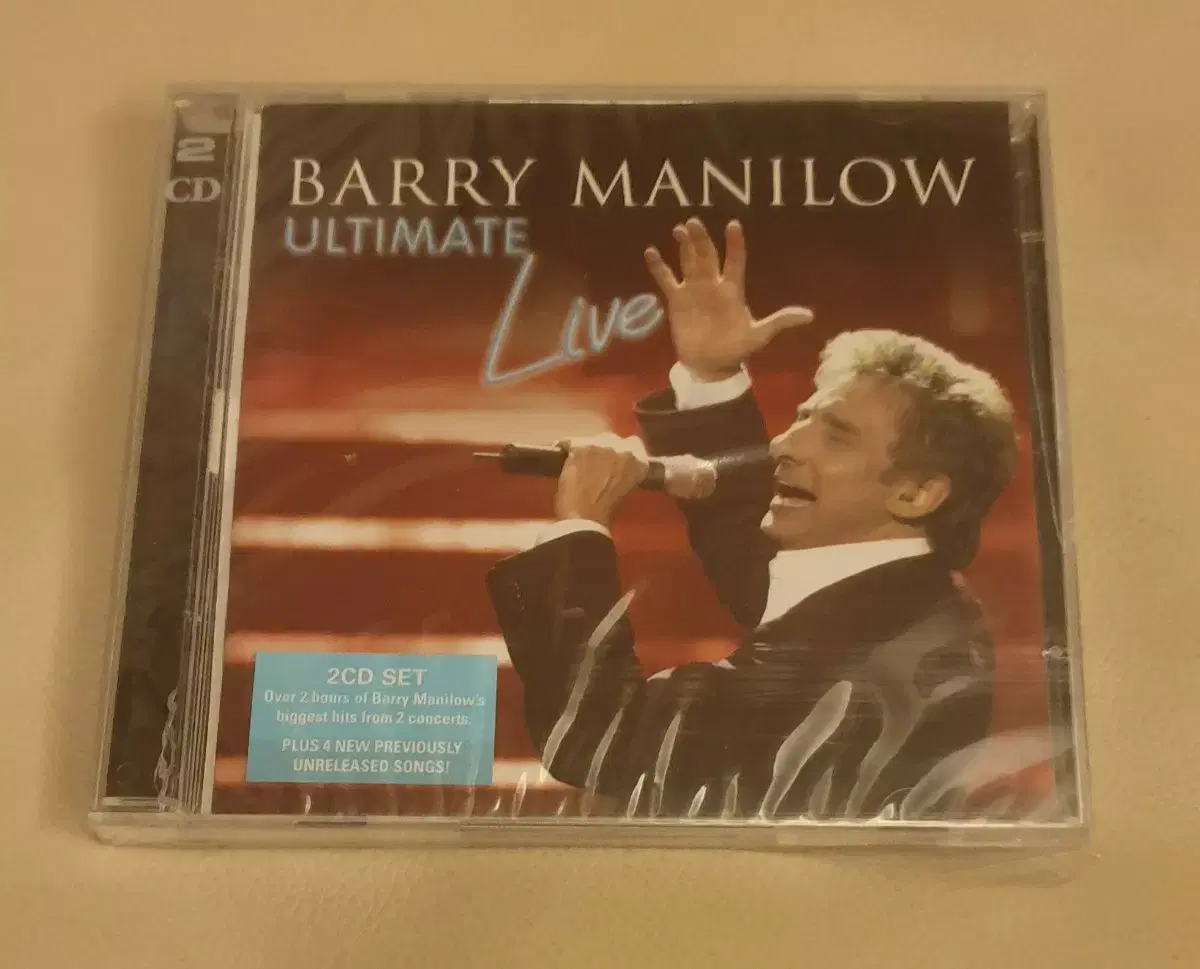 2
CD
BARRY MANILOW
ULTIMATE
Live
2CD SET
Over 2 hours of Barry Manilow's
biggest hits from 2 concerts.
PLUS 4 NEW PREVIOUSLY
UNRELEASED SONGS!